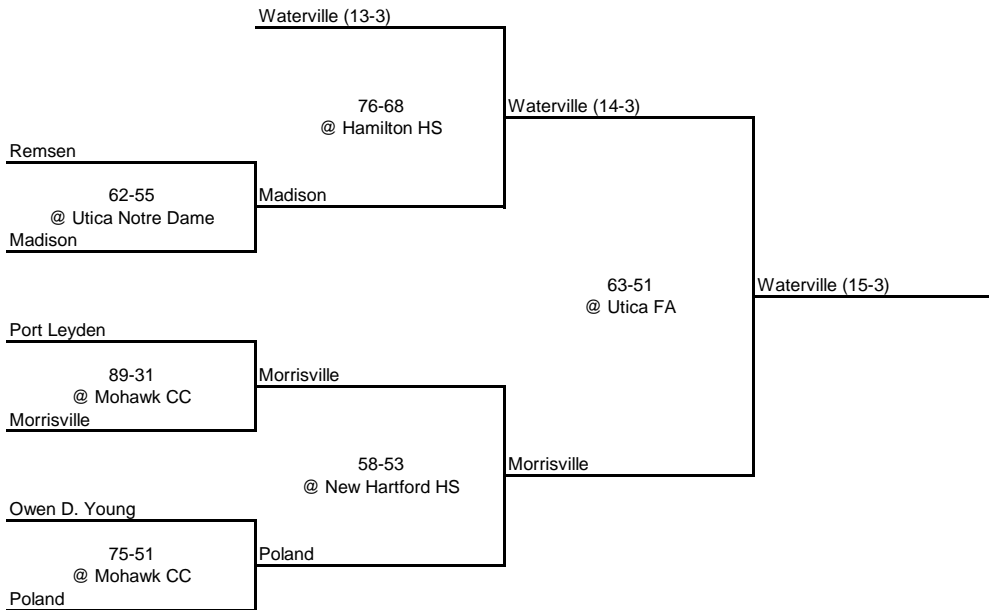 Waterville (13-3)
76-68
@ Hamilton HS
Waterville (14-3)
Remsen
62-55
@ Utica Notre Dame
Madison
Madison
63-51
@ Utica FA
Waterville (15-3)
Port Leyden
89-31
@ Mohawk CC
Morrisville
Morrisville
58-53
@ New Hartford HS
Morrisville
Owen D. Young
75-51
@ Mohawk CC
Poland
Poland